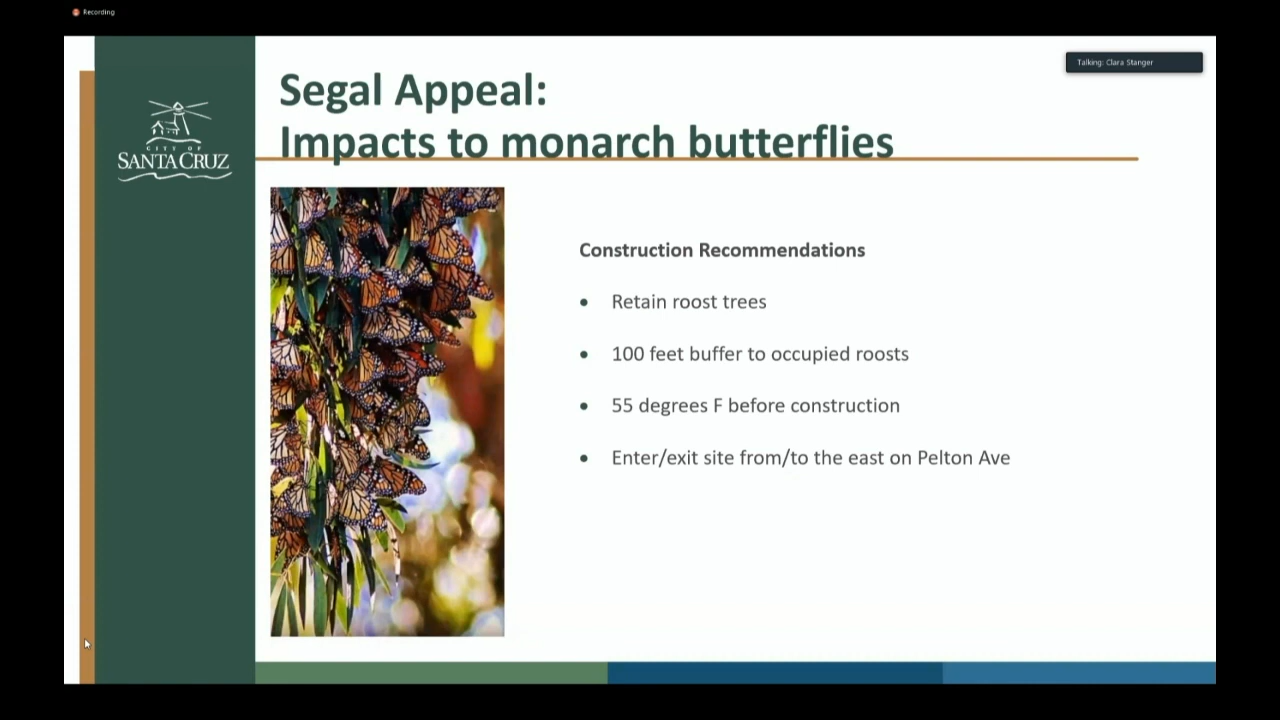 Recording
Talking: Clara Stanger
Segal Appeal:
Impacts to monarch butterflies
CITY OF
SANTA CRUZ
Construction Recommendations
• Retain roost trees
• 100 feet buffer to occupied roosts
• 55 degrees F before construction
• Enter/exit site from/to the east on Pelton Ave